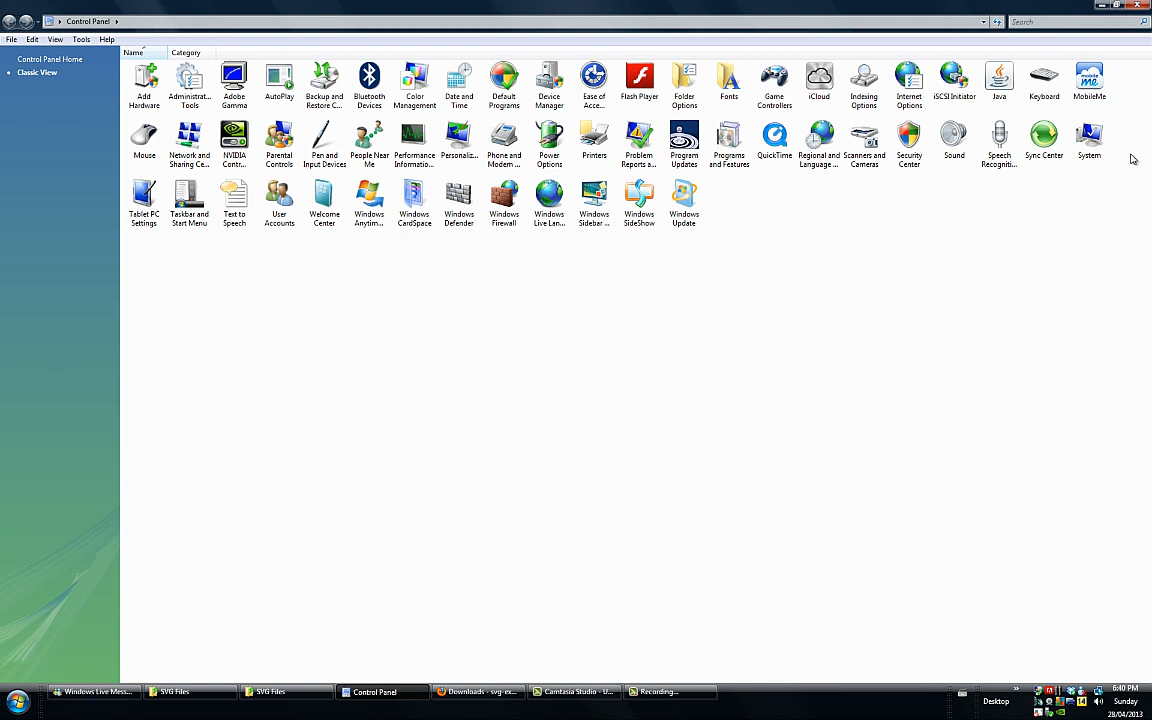 Control Panel
Search
File Edit View Tools Help
Control Panel Home
Classic View
Name Category
Add Hardware
Administrat... Tools
Adobe Gamma
AutoPlay
Backup and Restore C...
Bluetooth Devices
Color Management
Date and Time
Default Programs
Device Manager
Ease of Acce...
Flash Player
Folder Options
Fonts
Game Controllers
iCloud
Indexing Options
Internet Options
iSCSI Initiator
Java
Keyboard
MobileMe
Mouse
Network and Sharing Ce...
NVIDIA Contr...
Parental Controls
Pen and Input Devices
People Near Me
Performance Informatio...
Personaliz...
Phone and Modem ...
Power Options
Printers
Problem Reports a...
Program Updates
Programs and Features
QuickTime
Regional and Language ...
Scanners and Cameras
Security Center
Sound
Speech Recogniti...
Sync Center
System
Tablet PC Settings
Taskbar and Start Menu
Text to Speech
User Accounts
Welcome Center
Windows Anytim...
Windows CardSpace
Windows Defender
Windows Firewall
Windows Live Lan...
Windows Sidebar ...
Windows SideShow
Windows Update
Windows Live Mess...
SVG Files
SVG Files
Control Panel
Downloads - svg-ex...
Camtasia Studio - U...
Recording...
Desktop
14
6:40 PM
Sunday
28/04/2013